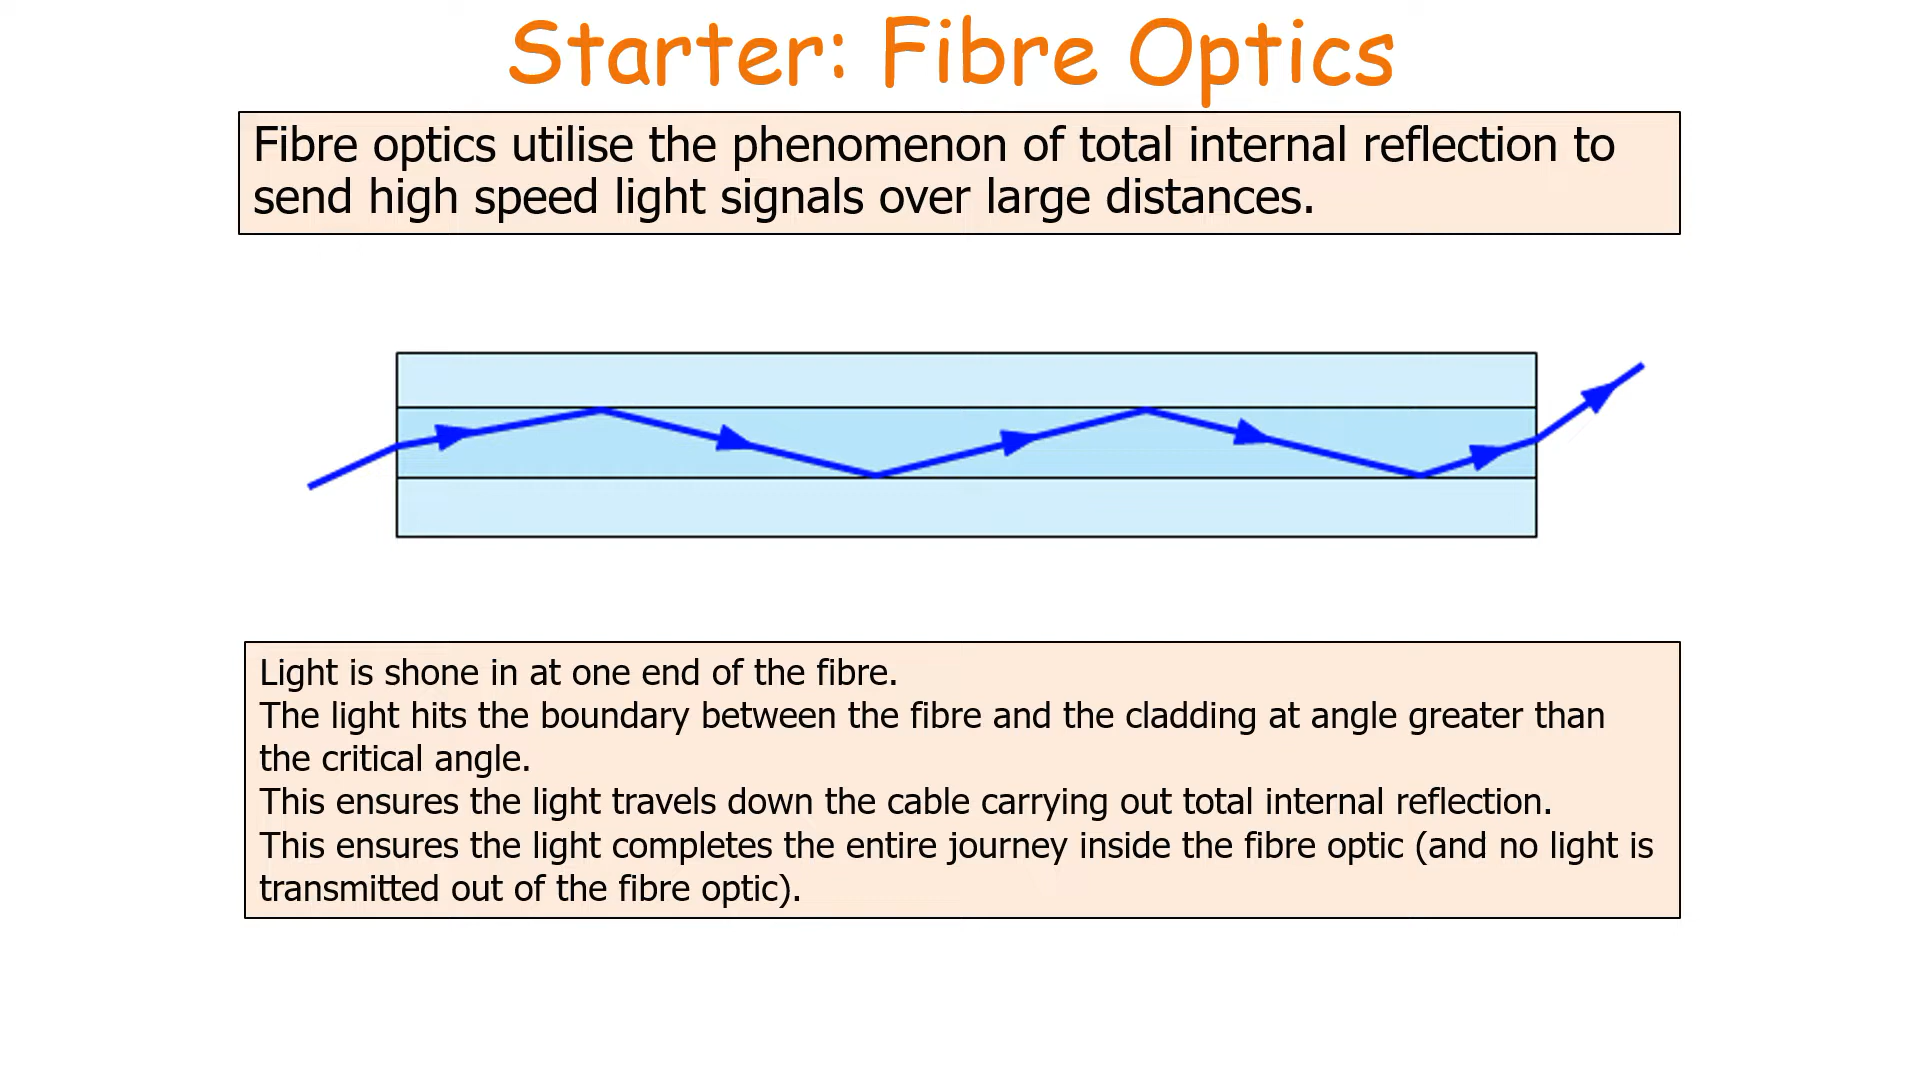 Starter: Fibre Optics
Fibre optics utilise the phenomenon of total internal reflection to
send high speed light signals over large distances.
Light is shone in at one end of the fibre.
The light hits the boundary between the fibre and the cladding at angle greater than
the critical angle.
This ensures the light travels down the cable carrying out total internal reflection.
This ensures the light completes the entire journey inside the fibre optic (and no light is
transmitted out of the fibre optic).